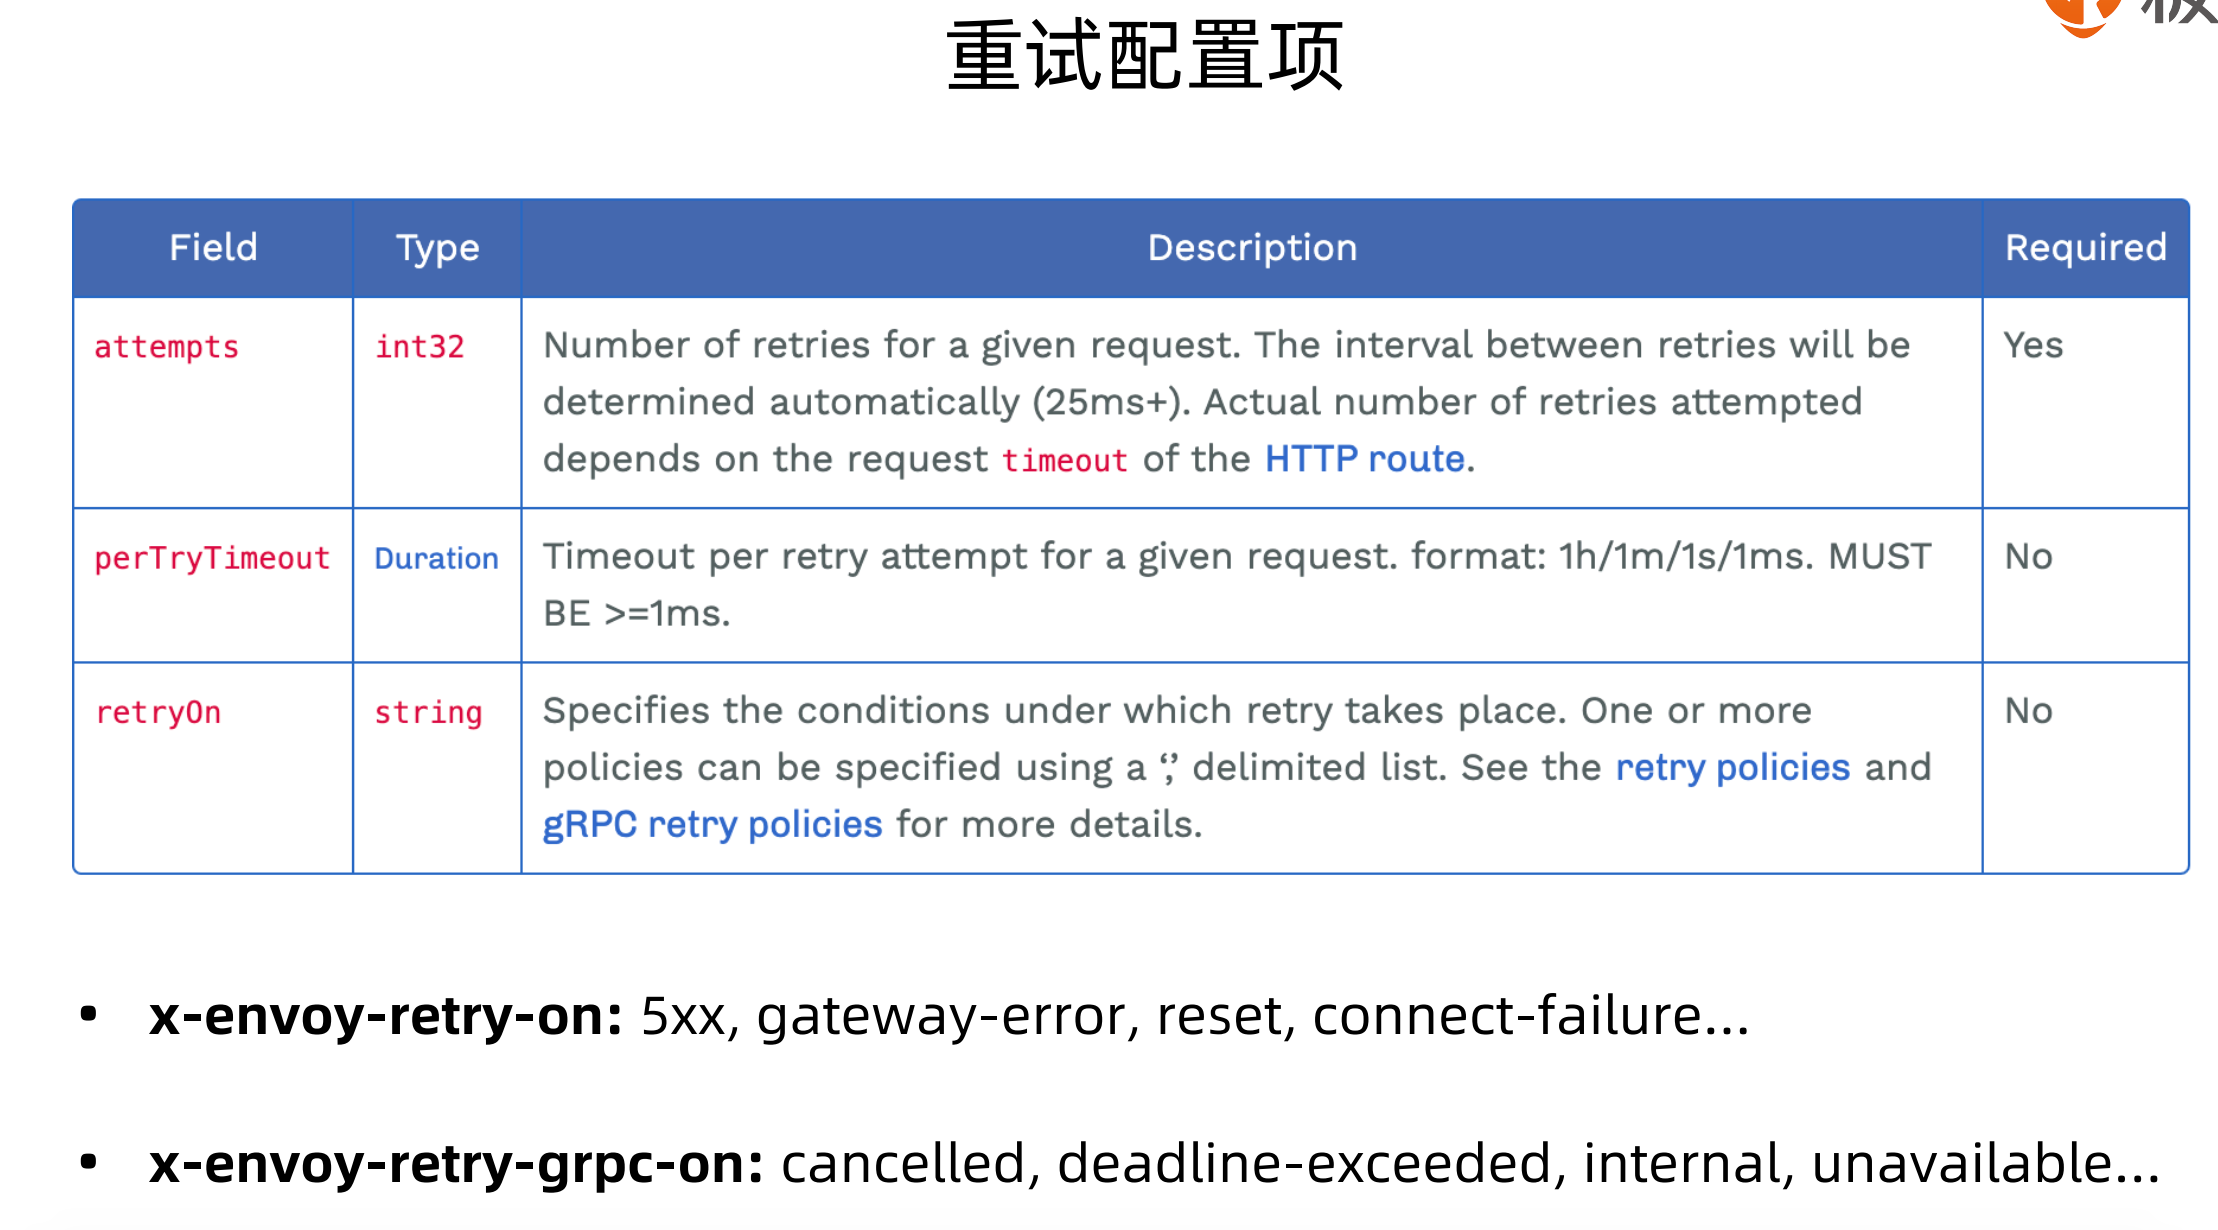 重试配置项
Field Type Description Required
attempts int32 Number of retries for a given request. The interval between retries will be Yes
determined automatically (25ms+). Actual number of retries attempted
depends on the request timeout of the HTTP route.
perTryTimeout Duration Timeout per retry attempt for a given request. format: 1h/1m/1s/1ms. MUST No
BE >=1ms.
retryOn string Specifies the conditions under which retry takes place. One or more No
policies can be specified using a ‘,’ delimited list. See the retry policies and
gRPC retry policies for more details.
• x-envoy-retry-on: 5xx, gateway-error, reset, connect-failure...
• x-envoy-retry-grpc-on: cancelled, deadline-exceeded, internal, unavailable...